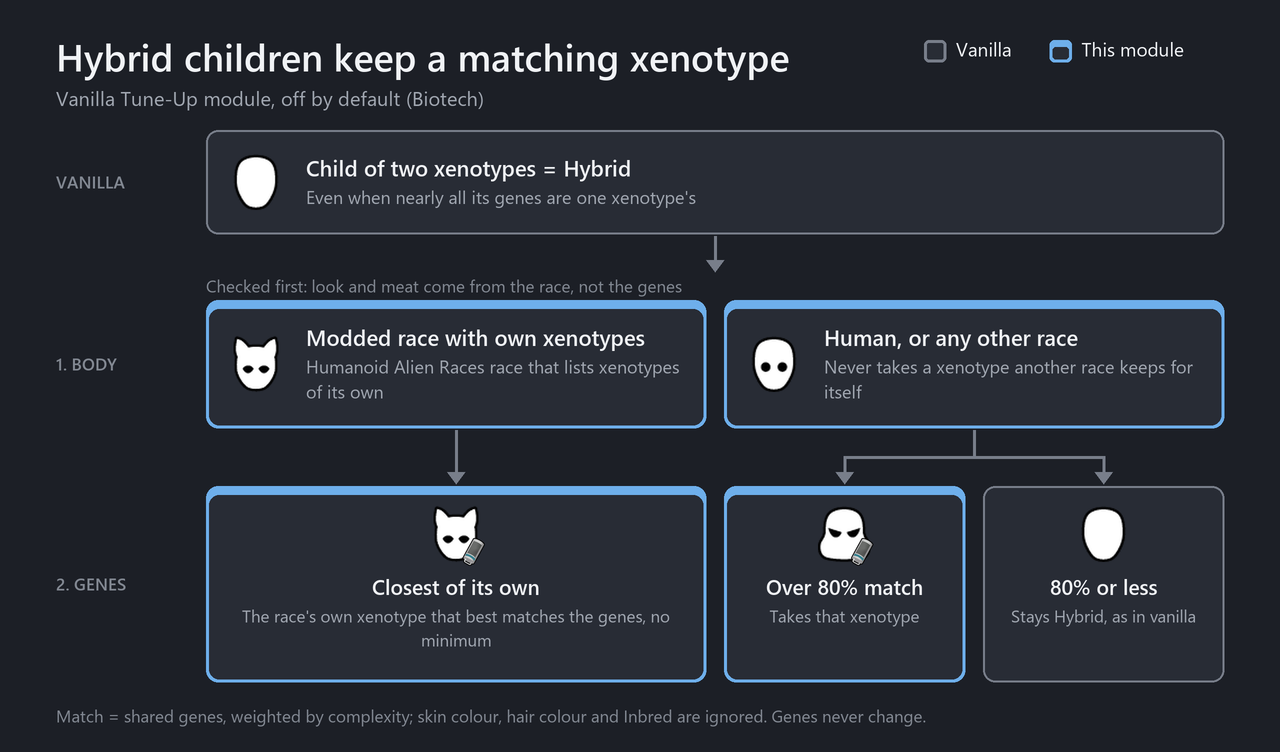 Hybrid children keep a matching xenotype
Vanilla
This module
Vanilla Tune-Up module, off by default (Biotech)
VANILLA
Child of two xenotypes = Hybrid
Even when nearly all its genes are one xenotype's
Checked first: look and meat come from the race, not the genes
1. BODY
Modded race with own xenotypes
Humanoid Alien Races race that lists xenotypes
of its own
Human, or any other race
Never takes a xenotype another race keeps for
itself
2. GENES
Closest of its own
The race's own xenotype that best matches the genes, no
minimum
Over 80% match
Takes that xenotype
80% or less
Stays Hybrid, as in vanilla
Match = shared genes, weighted by complexity; skin colour, hair colour and Inbred are ignored. Genes never change.